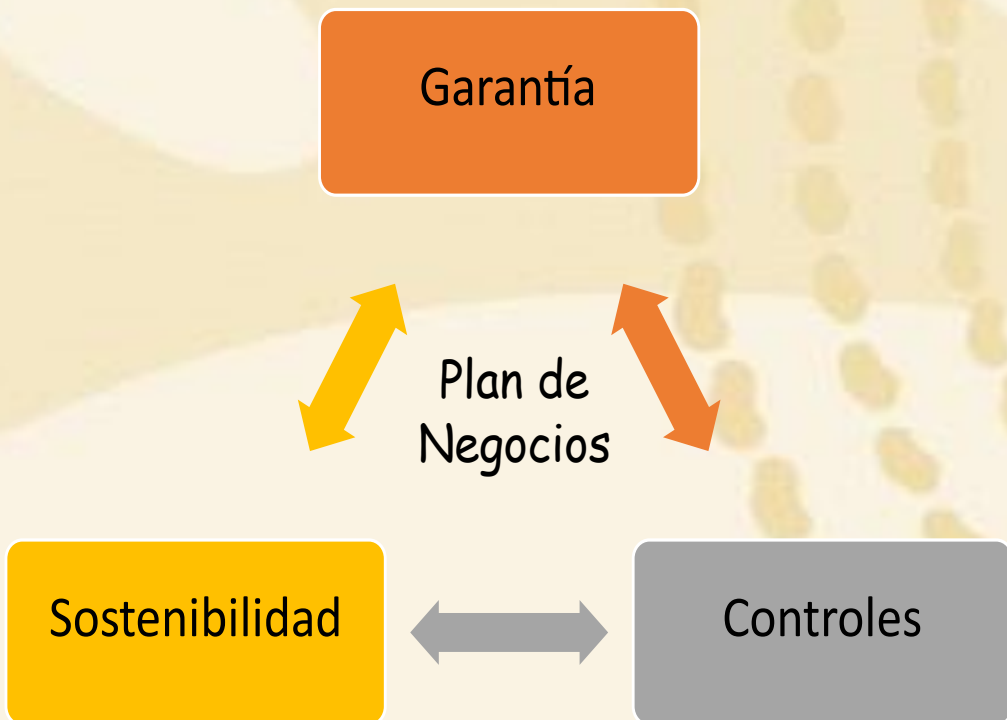 Garantía
Plan de
Negocios
Sostenibilidad
Controles